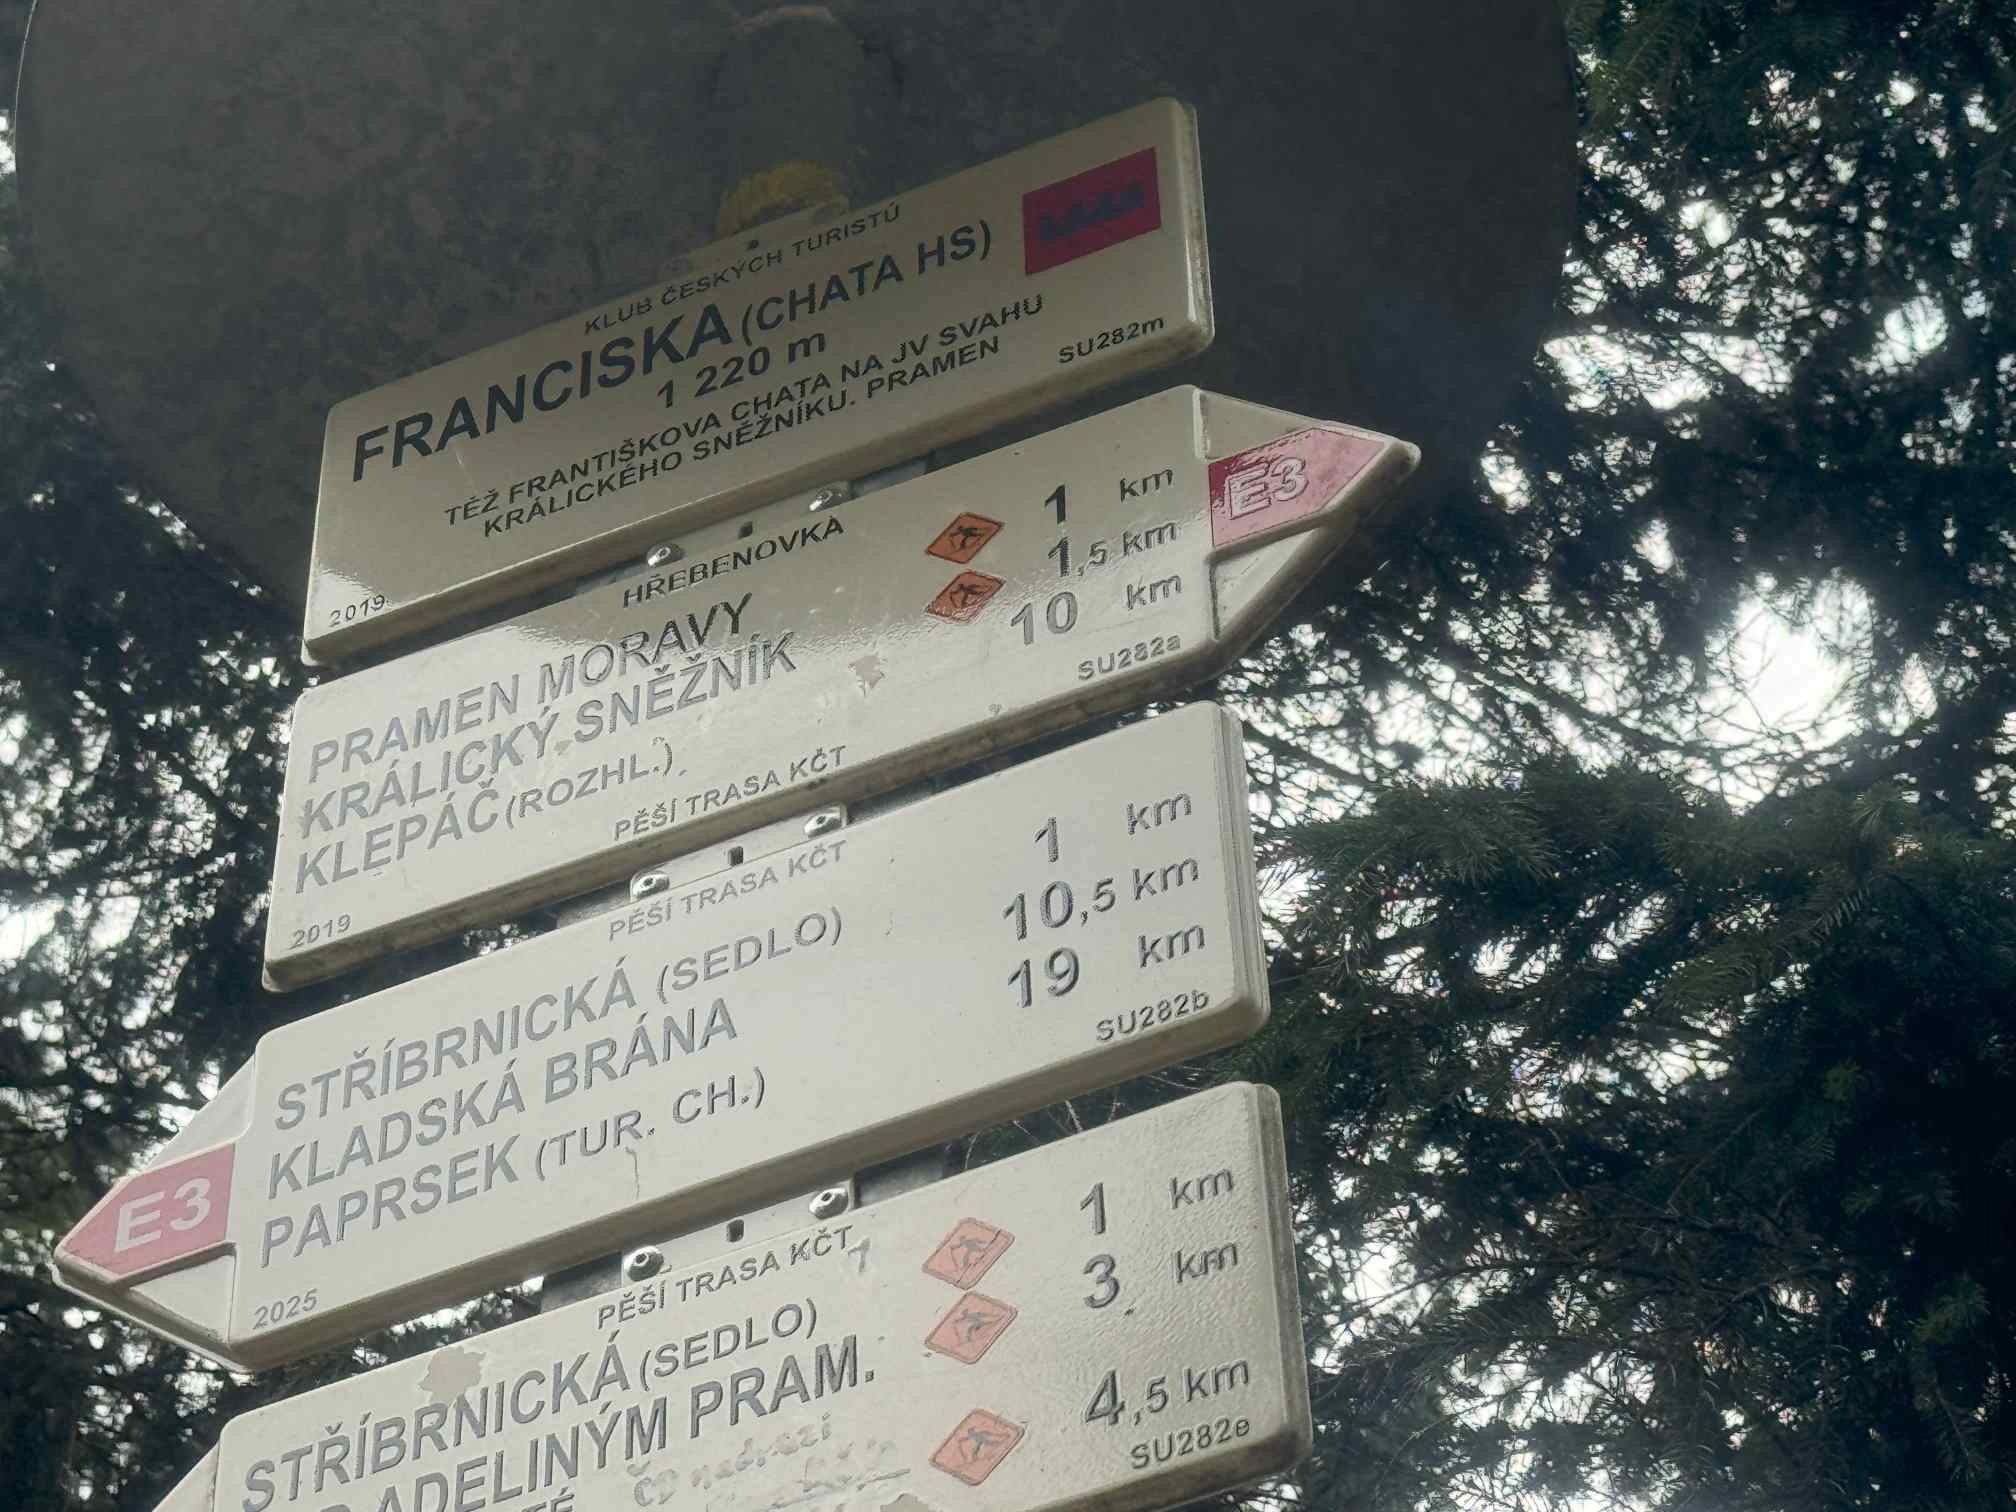 KLUB ČESKÝCH TURISTŮ
FRANCISKA (CHATA HS)
1 220 m
TÉŽ FRANTIŠKOVA CHATA NA JV SVAHU
KRÁLICKÉHO SNĚŽNÍKU. PRAMEN
SU282m
2019
HŘEBENOVKA
PRAMEN MORAVY 1 km
KRÁLICKÝ SNĚŽNÍK 1,5 km
KLEPÁČ (ROZHL.) 10 km
E3
SU282a
PĚŠÍ TRASA KČT
2019
PĚŠÍ TRASA KČT
STŘÍBRNICKÁ (SEDLO) 1 km
KLADSKÁ BRÁNA 10,5 km
PAPRSEK (TUR. CH.) 19 km
E3
SU282b
2025
PĚŠÍ TRASA KČT
STŘÍBRNICKÁ (SEDLO) 1 km
ADELINÝM PRAM. 3 km
4,5 km
SU282e